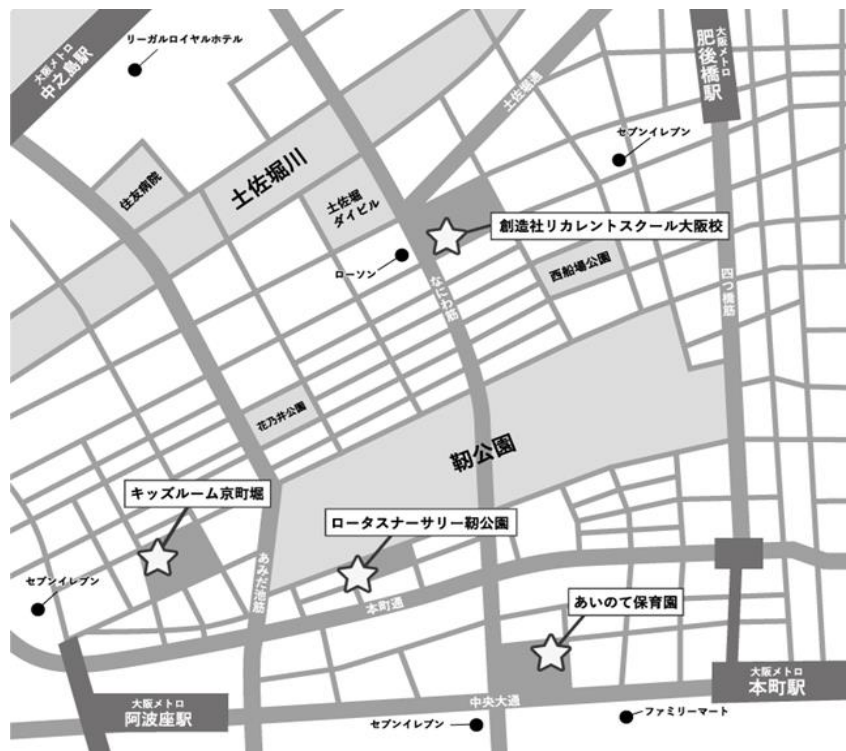 リーガルロイヤルホテル
大阪メトロ
中之島駅
大阪メトロ
肥後橋駅
土佐堀通
セブンイレブン
住友病院
土佐堀川
土佐堀
ダイビル
創造社リカレントスクール大阪校
ローソン
西船場公園
なにわ筋
四つ橋筋
花乃井公園
靭公園
キッズルーム京町堀
ロータスナーサリー靭公園
セブンイレブン
あみだ池筋
本町通
あいのて保育園
大阪メトロ
本町駅
大阪メトロ
阿波座駅
中央大通
セブンイレブン
ファミリーマート